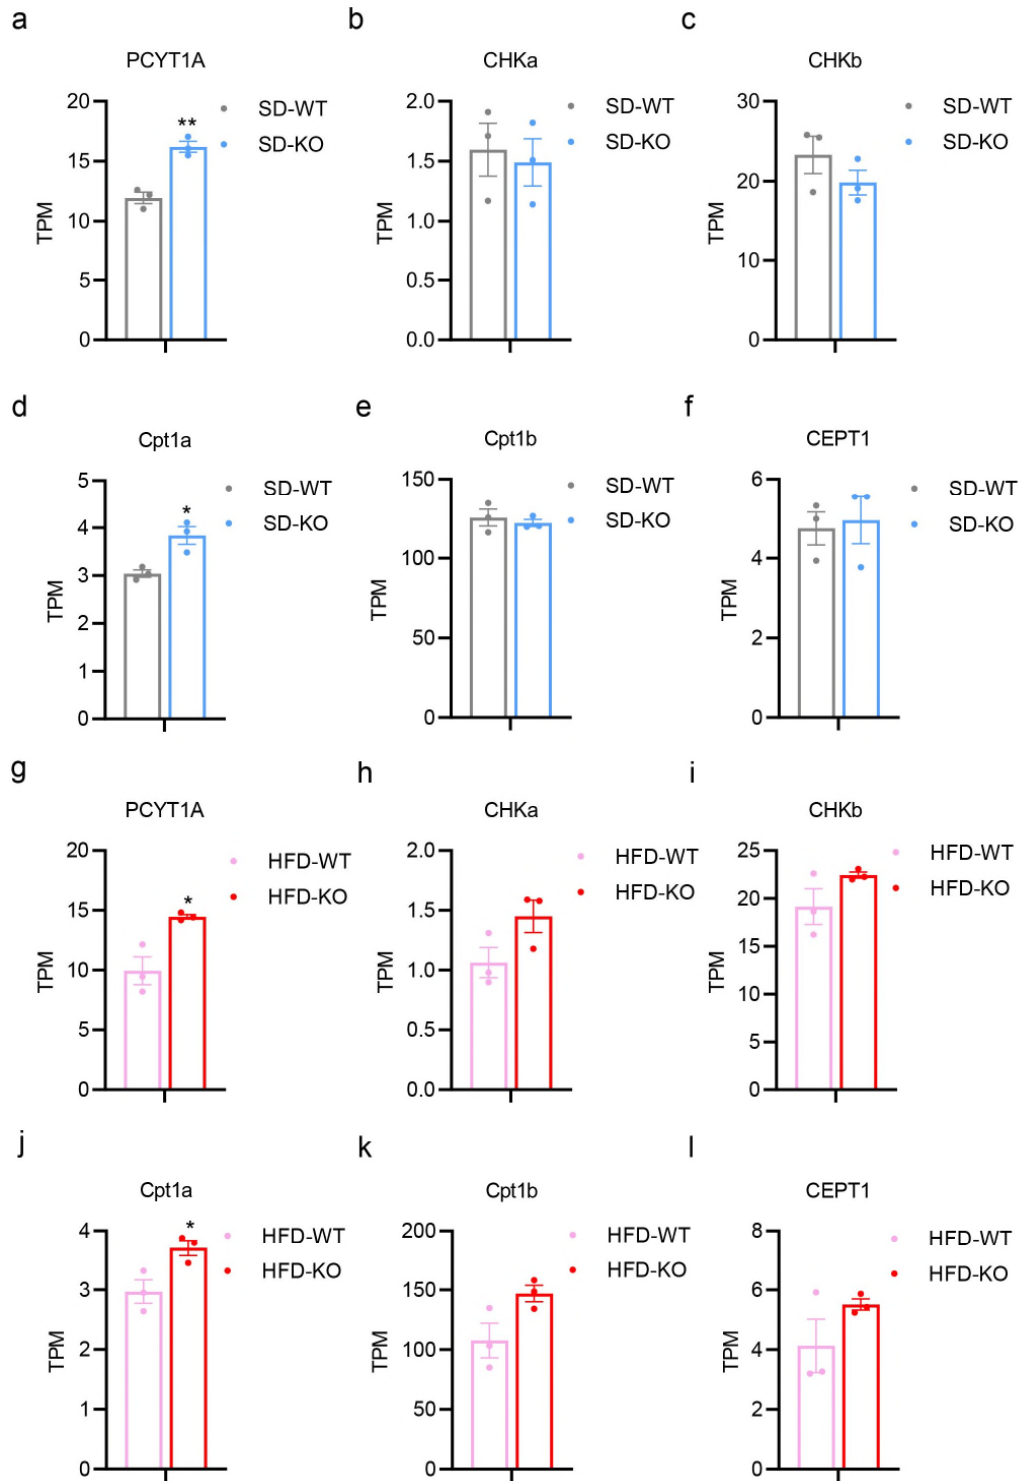 a
PCYT1A
20
15
10
5
0
TPM
**
SD-WT
SD-KO
b
CHKa
2.0
1.5
1.0
0.5
0.0
TPM
SD-WT
SD-KO
c
CHKb
30
20
10
0
TPM
SD-WT
SD-KO
d
Cpt1a
5
4
3
2
1
0
TPM
*
SD-WT
SD-KO
e
Cpt1b
150
100
50
0
TPM
SD-WT
SD-KO
f
CEPT1
6
4
2
0
TPM
SD-WT
SD-KO
g
PCYT1A
20
15
10
5
0
TPM
*
HFD-WT
HFD-KO
h
CHKa
2.0
1.5
1.0
0.5
0.0
TPM
HFD-WT
HFD-KO
i
CHKb
25
20
15
10
5
0
TPM
HFD-WT
HFD-KO
j
Cpt1a
4
3
2
1
0
TPM
*
HFD-WT
HFD-KO
k
Cpt1b
200
150
100
50
0
TPM
HFD-WT
HFD-KO
l
CEPT1
8
6
4
2
0
TPM
HFD-WT
HFD-KO